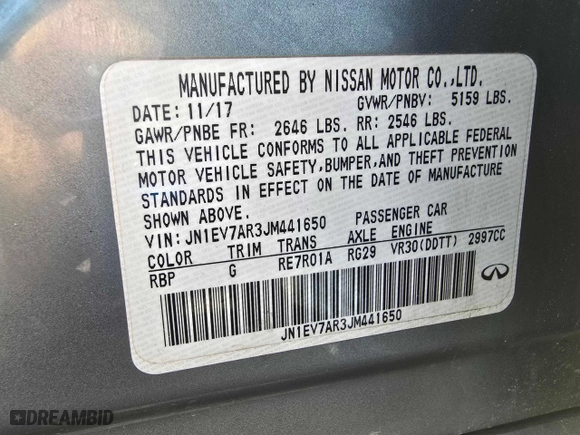 MANUFACTURED BY NISSAN MOTOR CO.,LTD.
DATE: 11/17 GVWR/PNBV: 5159 LBS.
GAWR/PNBE FR: 2646 LBS. RR: 2546 LBS.
THIS VEHICLE CONFORMS TO ALL APPLICABLE FEDERAL
MOTOR VEHICLE SAFETY,BUMPER,AND THEFT PREVENTION
STANDARDS IN EFFECT ON THE DATE OF MANUFACTURE
SHOWN ABOVE.
VIN:JN1EV7AR3JM441650 PASSENGER CAR
COLOR TRIM TRANS AXLE ENGINE
RBP G RE7R01A RG29 VR30(DDTT) 2997CC
JN1EV7AR3JM441650
DREAMBID